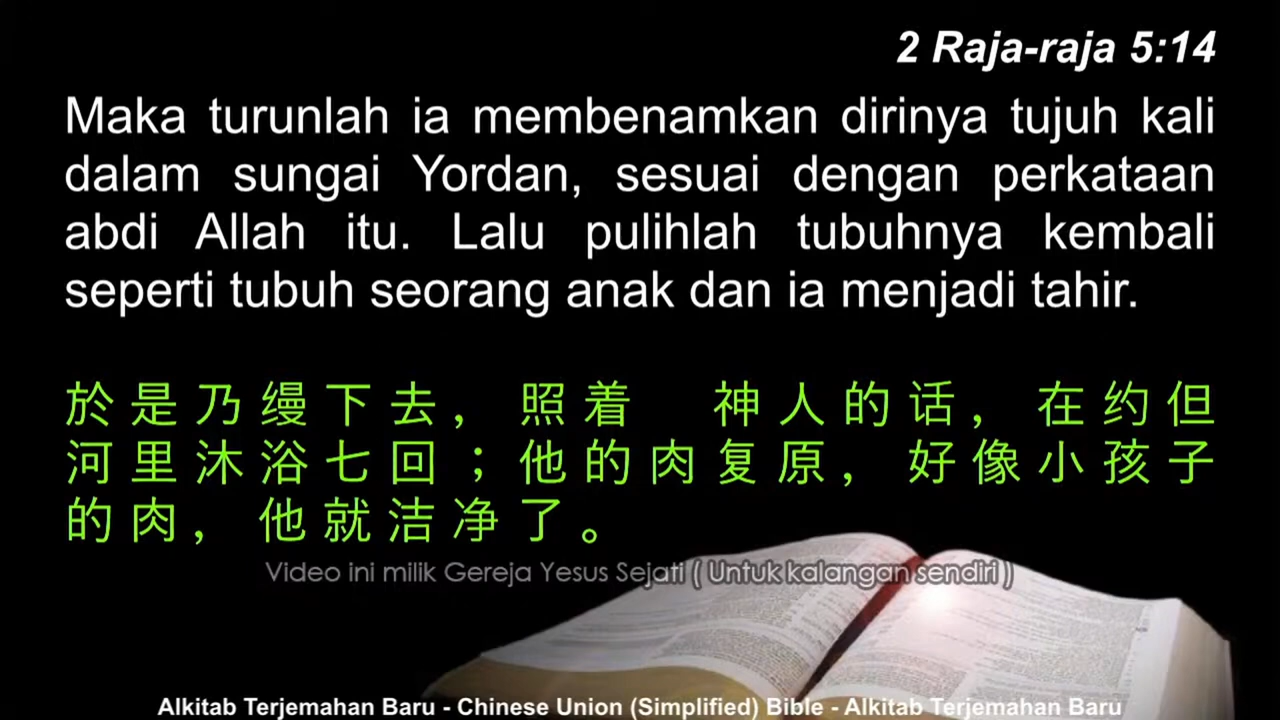 2 Raja-raja 5:14
Maka turunlah ia membenamkan dirinya tujuh kali
dalam sungai Yordan, sesuai dengan perkataan
abdi Allah itu. Lalu pulihlah tubuhnya kembali
seperti tubuh seorang anak dan ia menjadi tahir.
於是乃缦下去，照着　神人的话，在约但
河里沐浴七回；他的肉复原，好像小孩子
的肉，他就洁净了。
Video ini milik Gereja Yesus Sejati ( Untuk kalangan sendiri )
Alkitab Terjemahan Baru - Chinese Union (Simplified) Bible - Alkitab Terjemahan Baru